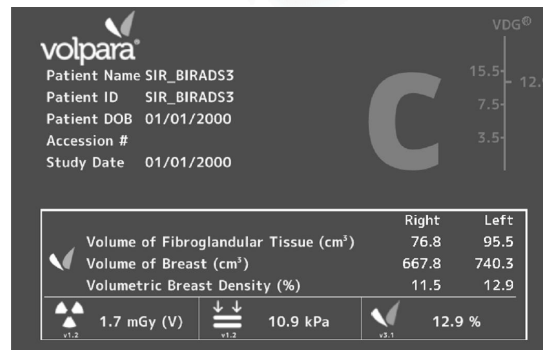 volpara®
VDG®
Patient Name SIR_BIRADS3
Patient ID SIR_BIRADS3
Patient DOB 01/01/2000
Accession #
Study Date 01/01/2000
C
15.5
12.9
7.5
3.5
Right Left
Volume of Fibroglandular Tissue (cm³) 76.8 95.5
Volume of Breast (cm³) 667.8 740.3
Volumetric Breast Density (%) 11.5 12.9
1.7 mGy (V) 10.9 kPa 12.9 %
v1.2 v1.2 v3.1